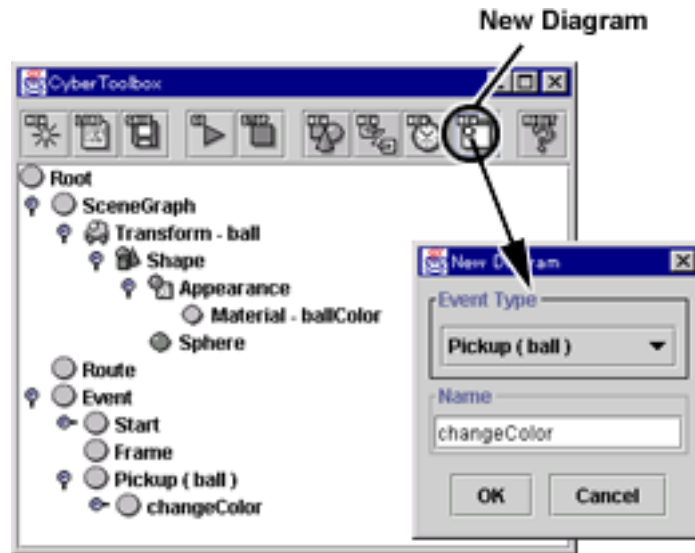 New Diagram
CyberToolbox
Root
SceneGraph
Transform - ball
Shape
Appearance
Material - ballColor
Sphere
Route
Event
Start
Frame
Pickup ( ball )
changeColor
New Diagram
Event Type
Pickup ( ball )
Name
changeColor
OK
Cancel